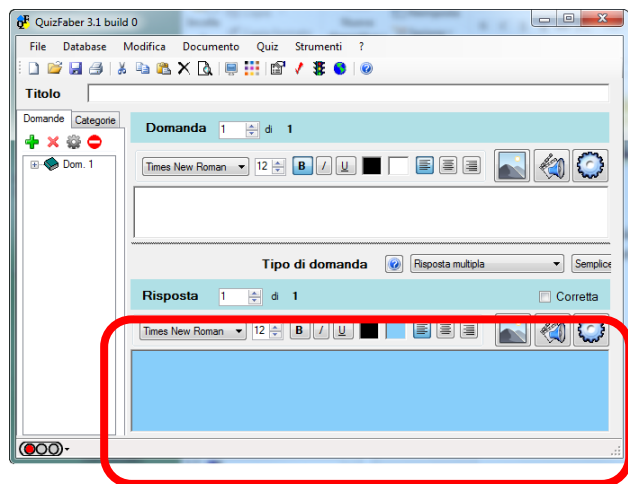 QuizFaber 3.1 build 0
File Database Modifica Documento Quiz Strumenti ?
Titolo
Domande Categorie
Dom. 1
Domanda 1 di 1
Times New Roman 12 B I U
Tipo di domanda Risposta multipla Semplice
Risposta 1 di 1 Corretta
Times New Roman 12 B I U